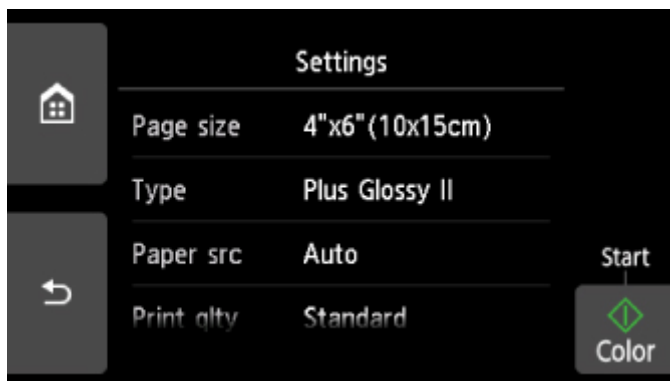 Settings
Page size 4"x6"(10x15cm)
Type Plus Glossy II
Paper src Auto
Print qlty Standard
Start
Color